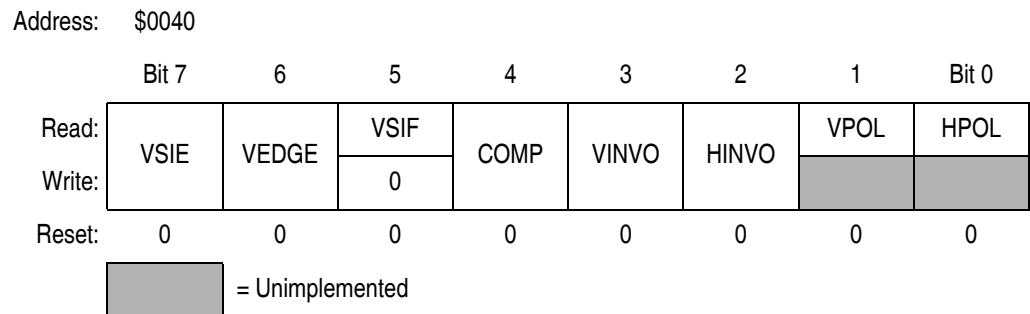 Address: $0040
Bit 7 6 5 4 3 2 1 Bit 0
Read: VSIE VEDGE VSIF COMP VINVO HINVO VPOL HPOL
Write: 0
Reset: 0 0 0 0 0 0 0 0
= Unimplemented